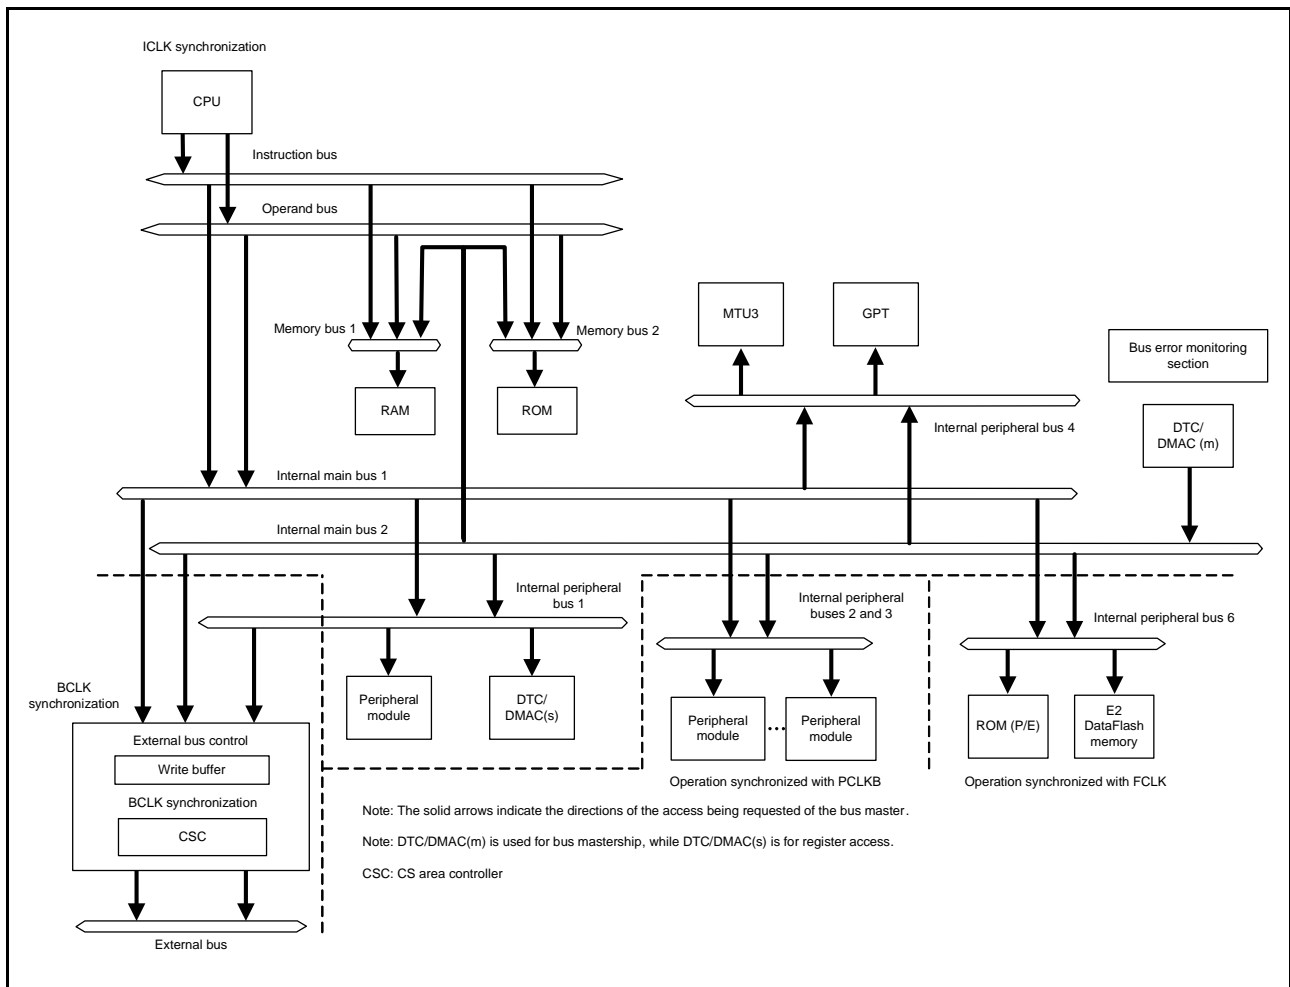 ICLK synchronization
CPU
Instruction bus
Operand bus
Memory bus 1
Memory bus 2
RAM
ROM
MTU3
GPT
Bus error monitoring
section
Internal peripheral bus 4
DTC/
DMAC (m)
Internal main bus 1
Internal main bus 2
Internal peripheral
bus 1
Internal peripheral
buses 2 and 3
Internal peripheral bus 6
BCLK
synchronization
Peripheral
module
DTC/
DMAC(s)
Peripheral
module
...
Peripheral
module
ROM (P/E)
E2
DataFlash
memory
External bus control
Write buffer
BCLK synchronization
CSC
Operation synchronized with PCLKB
Operation synchronized with FCLK
Note: The solid arrows indicate the directions of the access being requested of the bus master.
Note: DTC/DMAC(m) is used for bus mastership, while DTC/DMAC(s) is for register access.
CSC: CS area controller
External bus